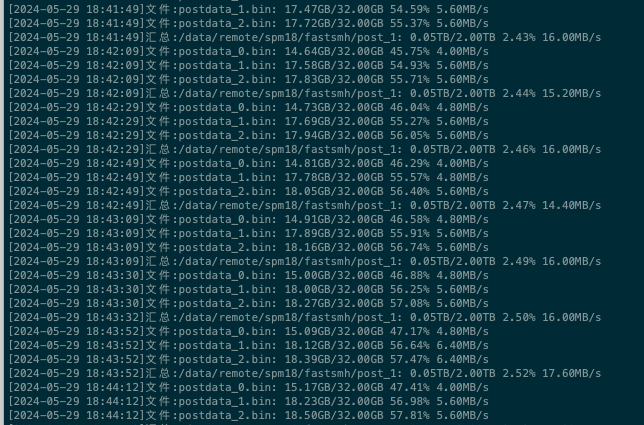 [2024-05-29 18:41:49]文件:postdata_1.bin: 17.47GB/32.00GB 54.59% 5.60MB/s
[2024-05-29 18:41:49]文件:postdata_2.bin: 17.72GB/32.00GB 55.37% 5.60MB/s
[2024-05-29 18:41:49]汇总:/data/remote/spm18/fastsmh/post_1: 0.05TB/2.00TB 2.43% 16.00MB/s
[2024-05-29 18:42:09]文件:postdata_0.bin: 14.64GB/32.00GB 45.75% 4.00MB/s
[2024-05-29 18:42:09]文件:postdata_1.bin: 17.58GB/32.00GB 54.93% 5.60MB/s
[2024-05-29 18:42:09]文件:postdata_2.bin: 17.83GB/32.00GB 55.71% 5.60MB/s
[2024-05-29 18:42:09]汇总:/data/remote/spm18/fastsmh/post_1: 0.05TB/2.00TB 2.44% 15.20MB/s
[2024-05-29 18:42:29]文件:postdata_0.bin: 14.73GB/32.00GB 46.04% 4.80MB/s
[2024-05-29 18:42:29]文件:postdata_1.bin: 17.69GB/32.00GB 55.27% 5.60MB/s
[2024-05-29 18:42:29]文件:postdata_2.bin: 17.94GB/32.00GB 56.05% 5.60MB/s
[2024-05-29 18:42:29]汇总:/data/remote/spm18/fastsmh/post_1: 0.05TB/2.00TB 2.46% 16.00MB/s
[2024-05-29 18:42:49]文件:postdata_0.bin: 14.81GB/32.00GB 46.29% 4.00MB/s
[2024-05-29 18:42:49]文件:postdata_1.bin: 17.78GB/32.00GB 55.57% 4.80MB/s
[2024-05-29 18:42:49]文件:postdata_2.bin: 18.05GB/32.00GB 56.40% 5.60MB/s
[2024-05-29 18:42:49]汇总:/data/remote/spm18/fastsmh/post_1: 0.05TB/2.00TB 2.47% 14.40MB/s
[2024-05-29 18:43:09]文件:postdata_0.bin: 14.91GB/32.00GB 46.58% 4.80MB/s
[2024-05-29 18:43:09]文件:postdata_1.bin: 17.89GB/32.00GB 55.91% 5.60MB/s
[2024-05-29 18:43:09]文件:postdata_2.bin: 18.16GB/32.00GB 56.74% 5.60MB/s
[2024-05-29 18:43:09]汇总:/data/remote/spm18/fastsmh/post_1: 0.05TB/2.00TB 2.49% 16.00MB/s
[2024-05-29 18:43:30]文件:postdata_0.bin: 15.00GB/32.00GB 46.88% 4.80MB/s
[2024-05-29 18:43:30]文件:postdata_1.bin: 18.00GB/32.00GB 56.25% 5.60MB/s
[2024-05-29 18:43:30]文件:postdata_2.bin: 18.27GB/32.00GB 57.08% 5.60MB/s
[2024-05-29 18:43:32]汇总:/data/remote/spm18/fastsmh/post_1: 0.05TB/2.00TB 2.50% 16.00MB/s
[2024-05-29 18:43:52]文件:postdata_0.bin: 15.09GB/32.00GB 47.17% 4.80MB/s
[2024-05-29 18:43:52]文件:postdata_1.bin: 18.12GB/32.00GB 56.64% 6.40MB/s
[2024-05-29 18:43:52]文件:postdata_2.bin: 18.39GB/32.00GB 57.47% 6.40MB/s
[2024-05-29 18:43:52]汇总:/data/remote/spm18/fastsmh/post_1: 0.05TB/2.00TB 2.52% 17.60MB/s
[2024-05-29 18:44:12]文件:postdata_0.bin: 15.17GB/32.00GB 47.41% 4.00MB/s
[2024-05-29 18:44:12]文件:postdata_1.bin: 18.23GB/32.00GB 56.98% 5.60MB/s
[2024-05-29 18:44:12]文件:postdata_2.bin: 18.50GB/32.00GB 57.81% 5.60MB/s